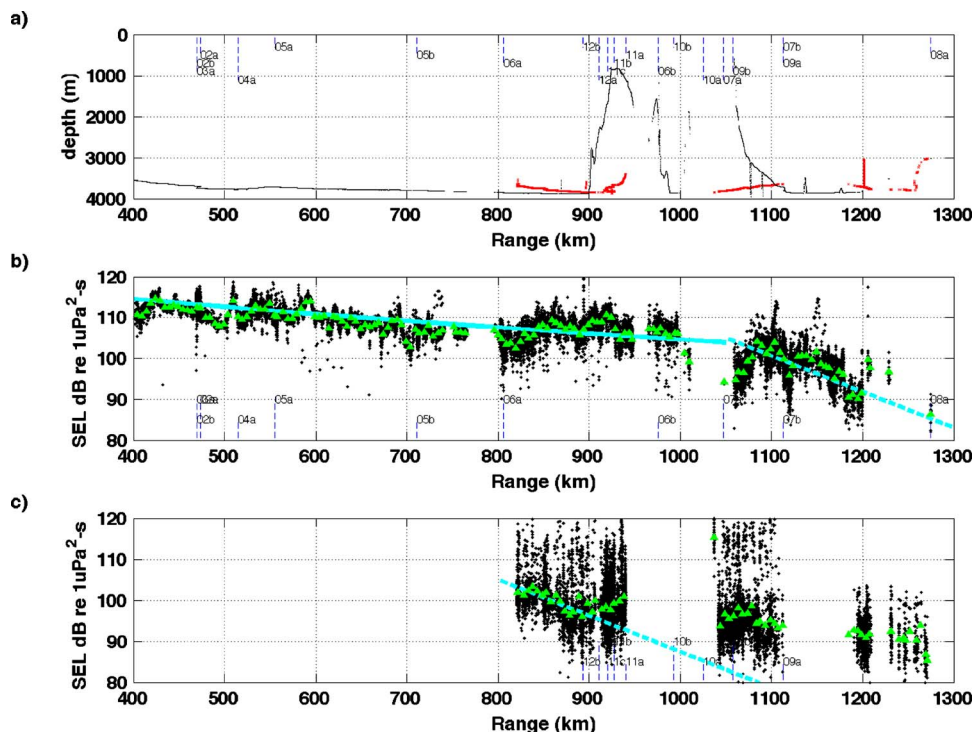 a)
0
1000
2000
3000
4000
depth (m)
02a
02b
03a
04a
05a
05b
06a
12b
12a
11a
11b
06b
10b
10a
07a
09b
07b
09a
08a
400 500 600 700 800 900 1000 1100 1200 1300
Range (km)
b)
120
110
100
90
80
SEL dB re 1uPa²-s
02b
04a
05a
05b
06a
06b
07b
08a
400 500 600 700 800 900 1000 1100 1200 1300
Range (km)
c)
120
110
100
90
80
SEL dB re 1uPa²-s
12b
11c
11a
10b
09a
400 500 600 700 800 900 1000 1100 1200 1300
Range (km)